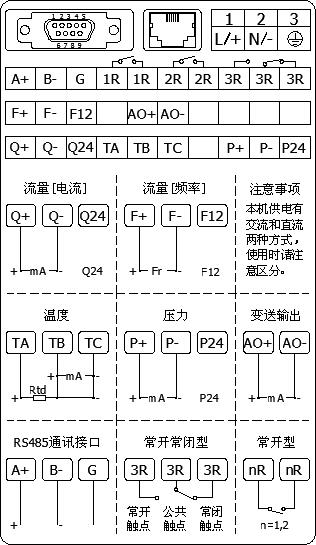 1 2 3
1 5
6 7 8 9
L/+ N/-
A+ B- G 1R 1R 2R 2R 3R 3R 3R
F+ F- F12 AO+ AO-
Q+ Q- Q24 TA TB TC P+ P- P24
流量[电流] 流量[频率] 注意事项
Q+ Q- Q24 F+ F- F12
本机供电有
交流和直流
两种方式，
使用时请注
意区分。
+ mA - Q24 + Fr - F12
温度 压力 变送输出
TA TB TC P+ P- P24 AO+ AO-
+ mA -
Rtd
+ mA - + mA - P24 + mA -
RS485通讯接口 常开常闭型 常开型
A+ B- G 3R 3R 3R nR nR
+ -
常开 公共 常闭
触点 触点 触点
n=1,2